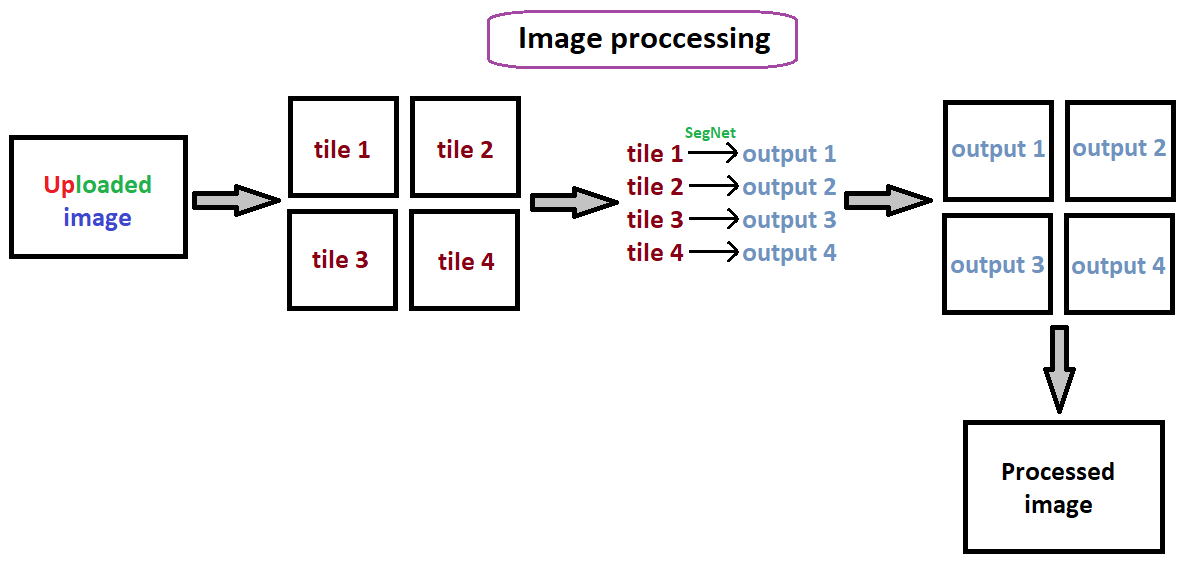 Image proccessing
Uploaded
image
tile 1
tile 2
tile 3
tile 4
SegNet
tile 1 output 1
tile 2 output 2
tile 3 output 3
tile 4 output 4
output 1
output 2
output 3
output 4
Processed
image